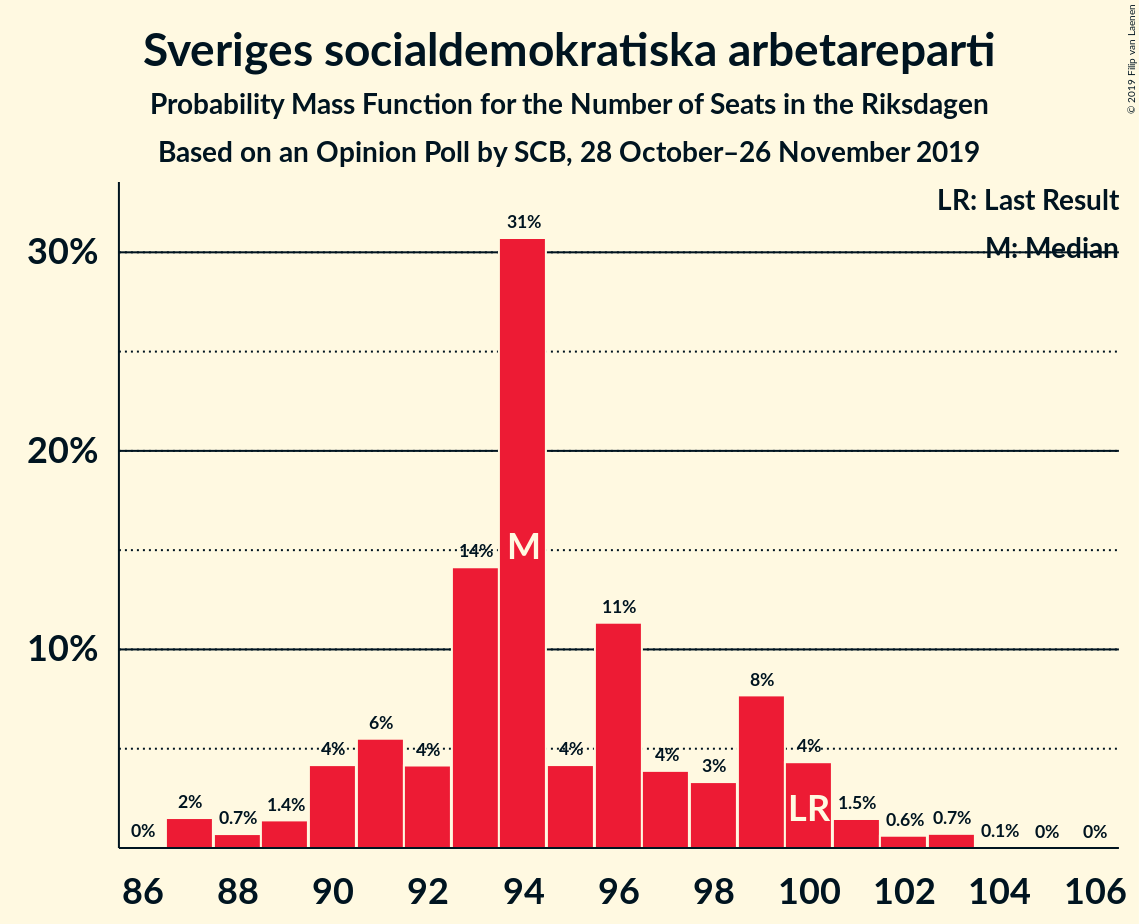 Sveriges socialdemokratiska arbetareparti
Probability Mass Function for the Number of Seats in the Riksdagen
Based on an Opinion Poll by SCB, 28 October–26 November 2019
© 2019 Filip van Laenen
LR: Last Result
M: Median
30%
20%
10%
0%
2%
0.7%
1.4%
4%
6%
4%
14%
31%
4%
11%
4%
3%
8%
4%
1.5%
0.6%
0.7%
0.1%
0%
0%
M
LR
86 88 90 92 94 96 98 100 102 104 106